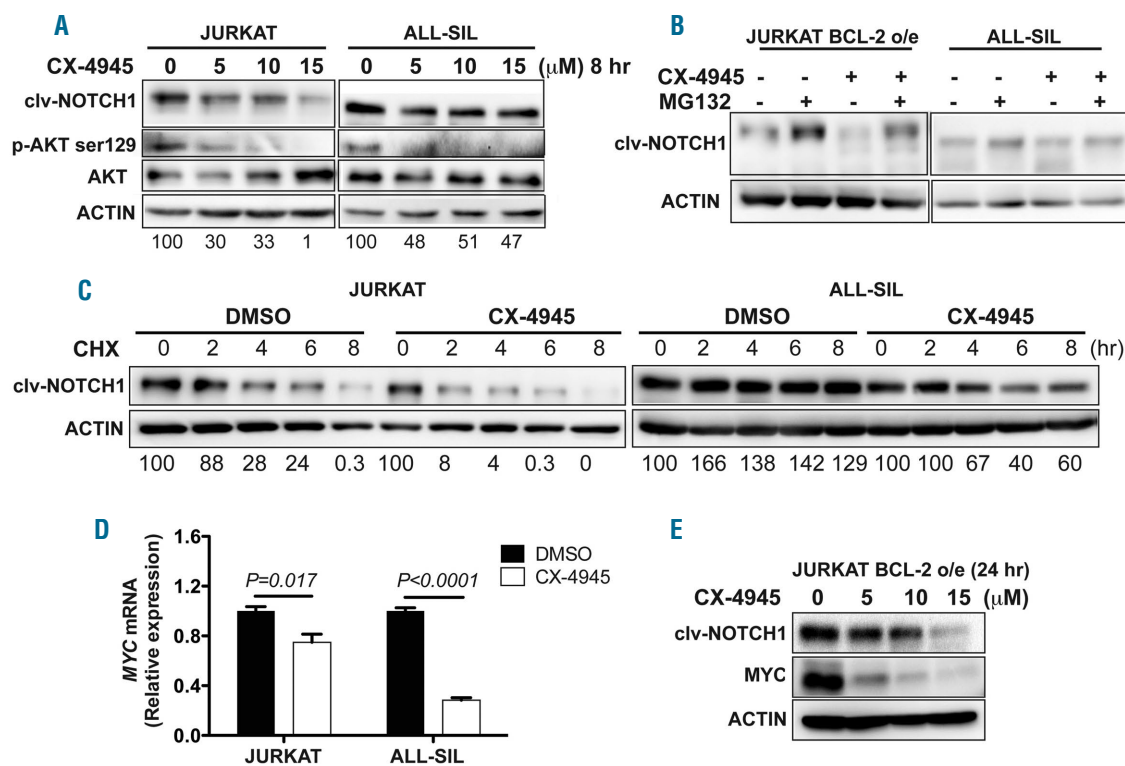 A
JURKAT ALL-SIL
CX-4945 0 5 10 15 0 5 10 15 (μM) 8 hr
clv-NOTCH1
p-AKT ser129
AKT
ACTIN
100 30 33 1 100 48 51 47
B
JURKAT BCL-2 o/e ALL-SIL
CX-4945 - - + + - - + +
MG132 - + - + - + - +
clv-NOTCH1
ACTIN
C
JURKAT ALL-SIL
DMSO CX-4945 DMSO CX-4945
CHX 0 2 4 6 8 0 2 4 6 8 0 2 4 6 8 0 2 4 6 8 (hr)
clv-NOTCH1
ACTIN
100 88 28 24 0.3 100 8 4 0.3 0 100 166 138 142 129 100 100 67 40 60
D
MYC mRNA
(Relative expression)
1.6
1.2
0.8
0.4
0.0
P=0.017 P<0.0001
DMSO
CX-4945
JURKAT ALL-SIL
E
JURKAT BCL-2 o/e (24 hr)
CX-4945 0 5 10 15 (μM)
clv-NOTCH1
MYC
ACTIN